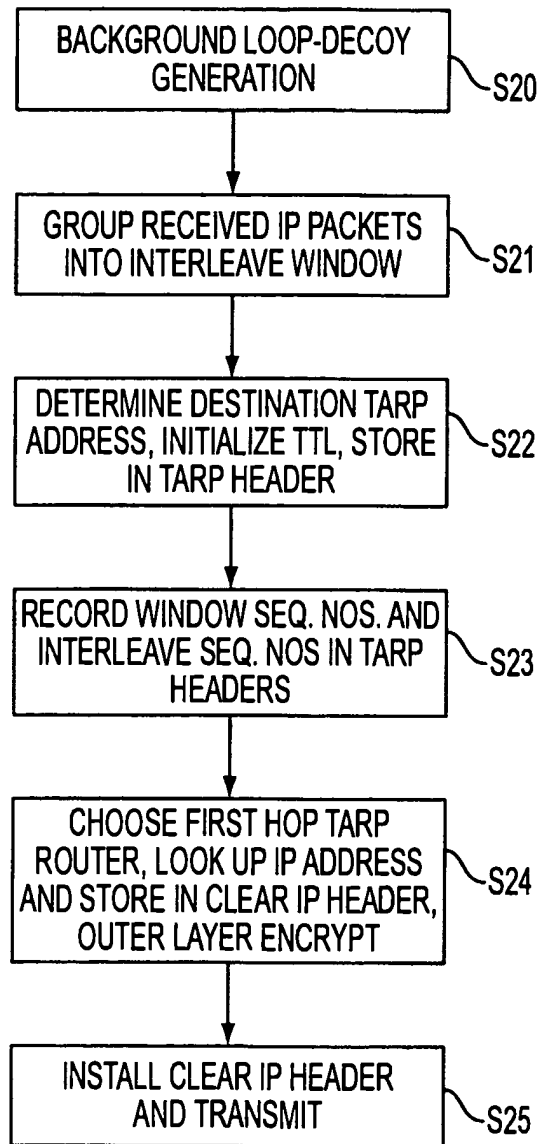 BACKGROUND LOOP-DECOY
GENERATION
S20
GROUP RECEIVED IP PACKETS
INTO INTERLEAVE WINDOW
S21
DETERMINE DESTINATION TARP
ADDRESS, INITIALIZE TTL, STORE
IN TARP HEADER
S22
RECORD WINDOW SEQ. NOS. AND
INTERLEAVE SEQ. NOS IN TARP
HEADERS
S23
CHOOSE FIRST HOP TARP
ROUTER, LOOK UP IP ADDRESS
AND STORE IN CLEAR IP HEADER,
OUTER LAYER ENCRYPT
S24
INSTALL CLEAR IP HEADER
AND TRANSMIT
S25